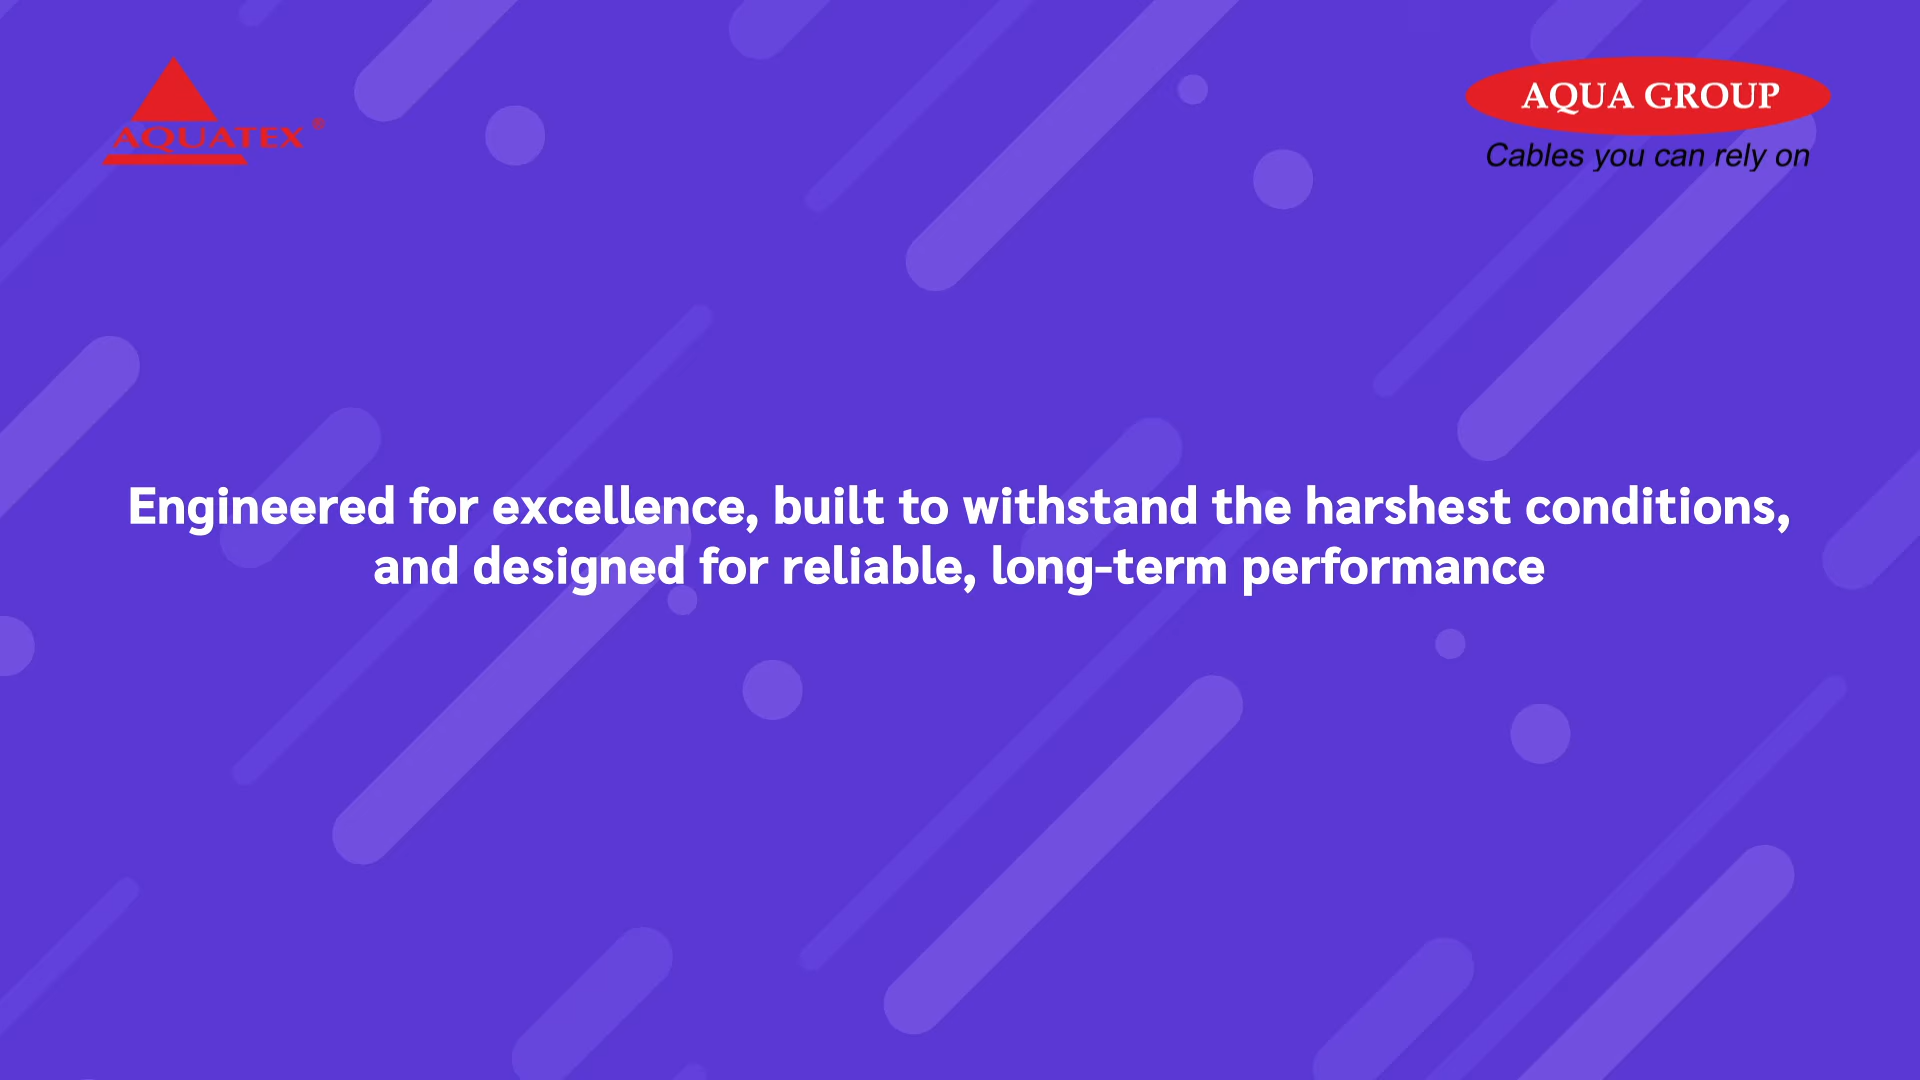 AQUATEX ®
AQUA GROUP
Cables you can rely on
Engineered for excellence, built to withstand the harshest conditions,
and designed for reliable, long-term performance